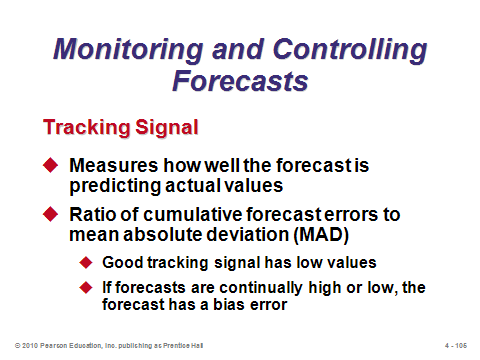 Monitoring and Controlling
Forecasts
Tracking Signal
Measures how well the forecast is
predicting actual values
Ratio of cumulative forecast errors to
mean absolute deviation (MAD)
Good tracking signal has low values
If forecasts are continually high or low, the
forecast has a bias error
© 2010 Pearson Education, Inc. publishing as Prentice Hall
4 - 105